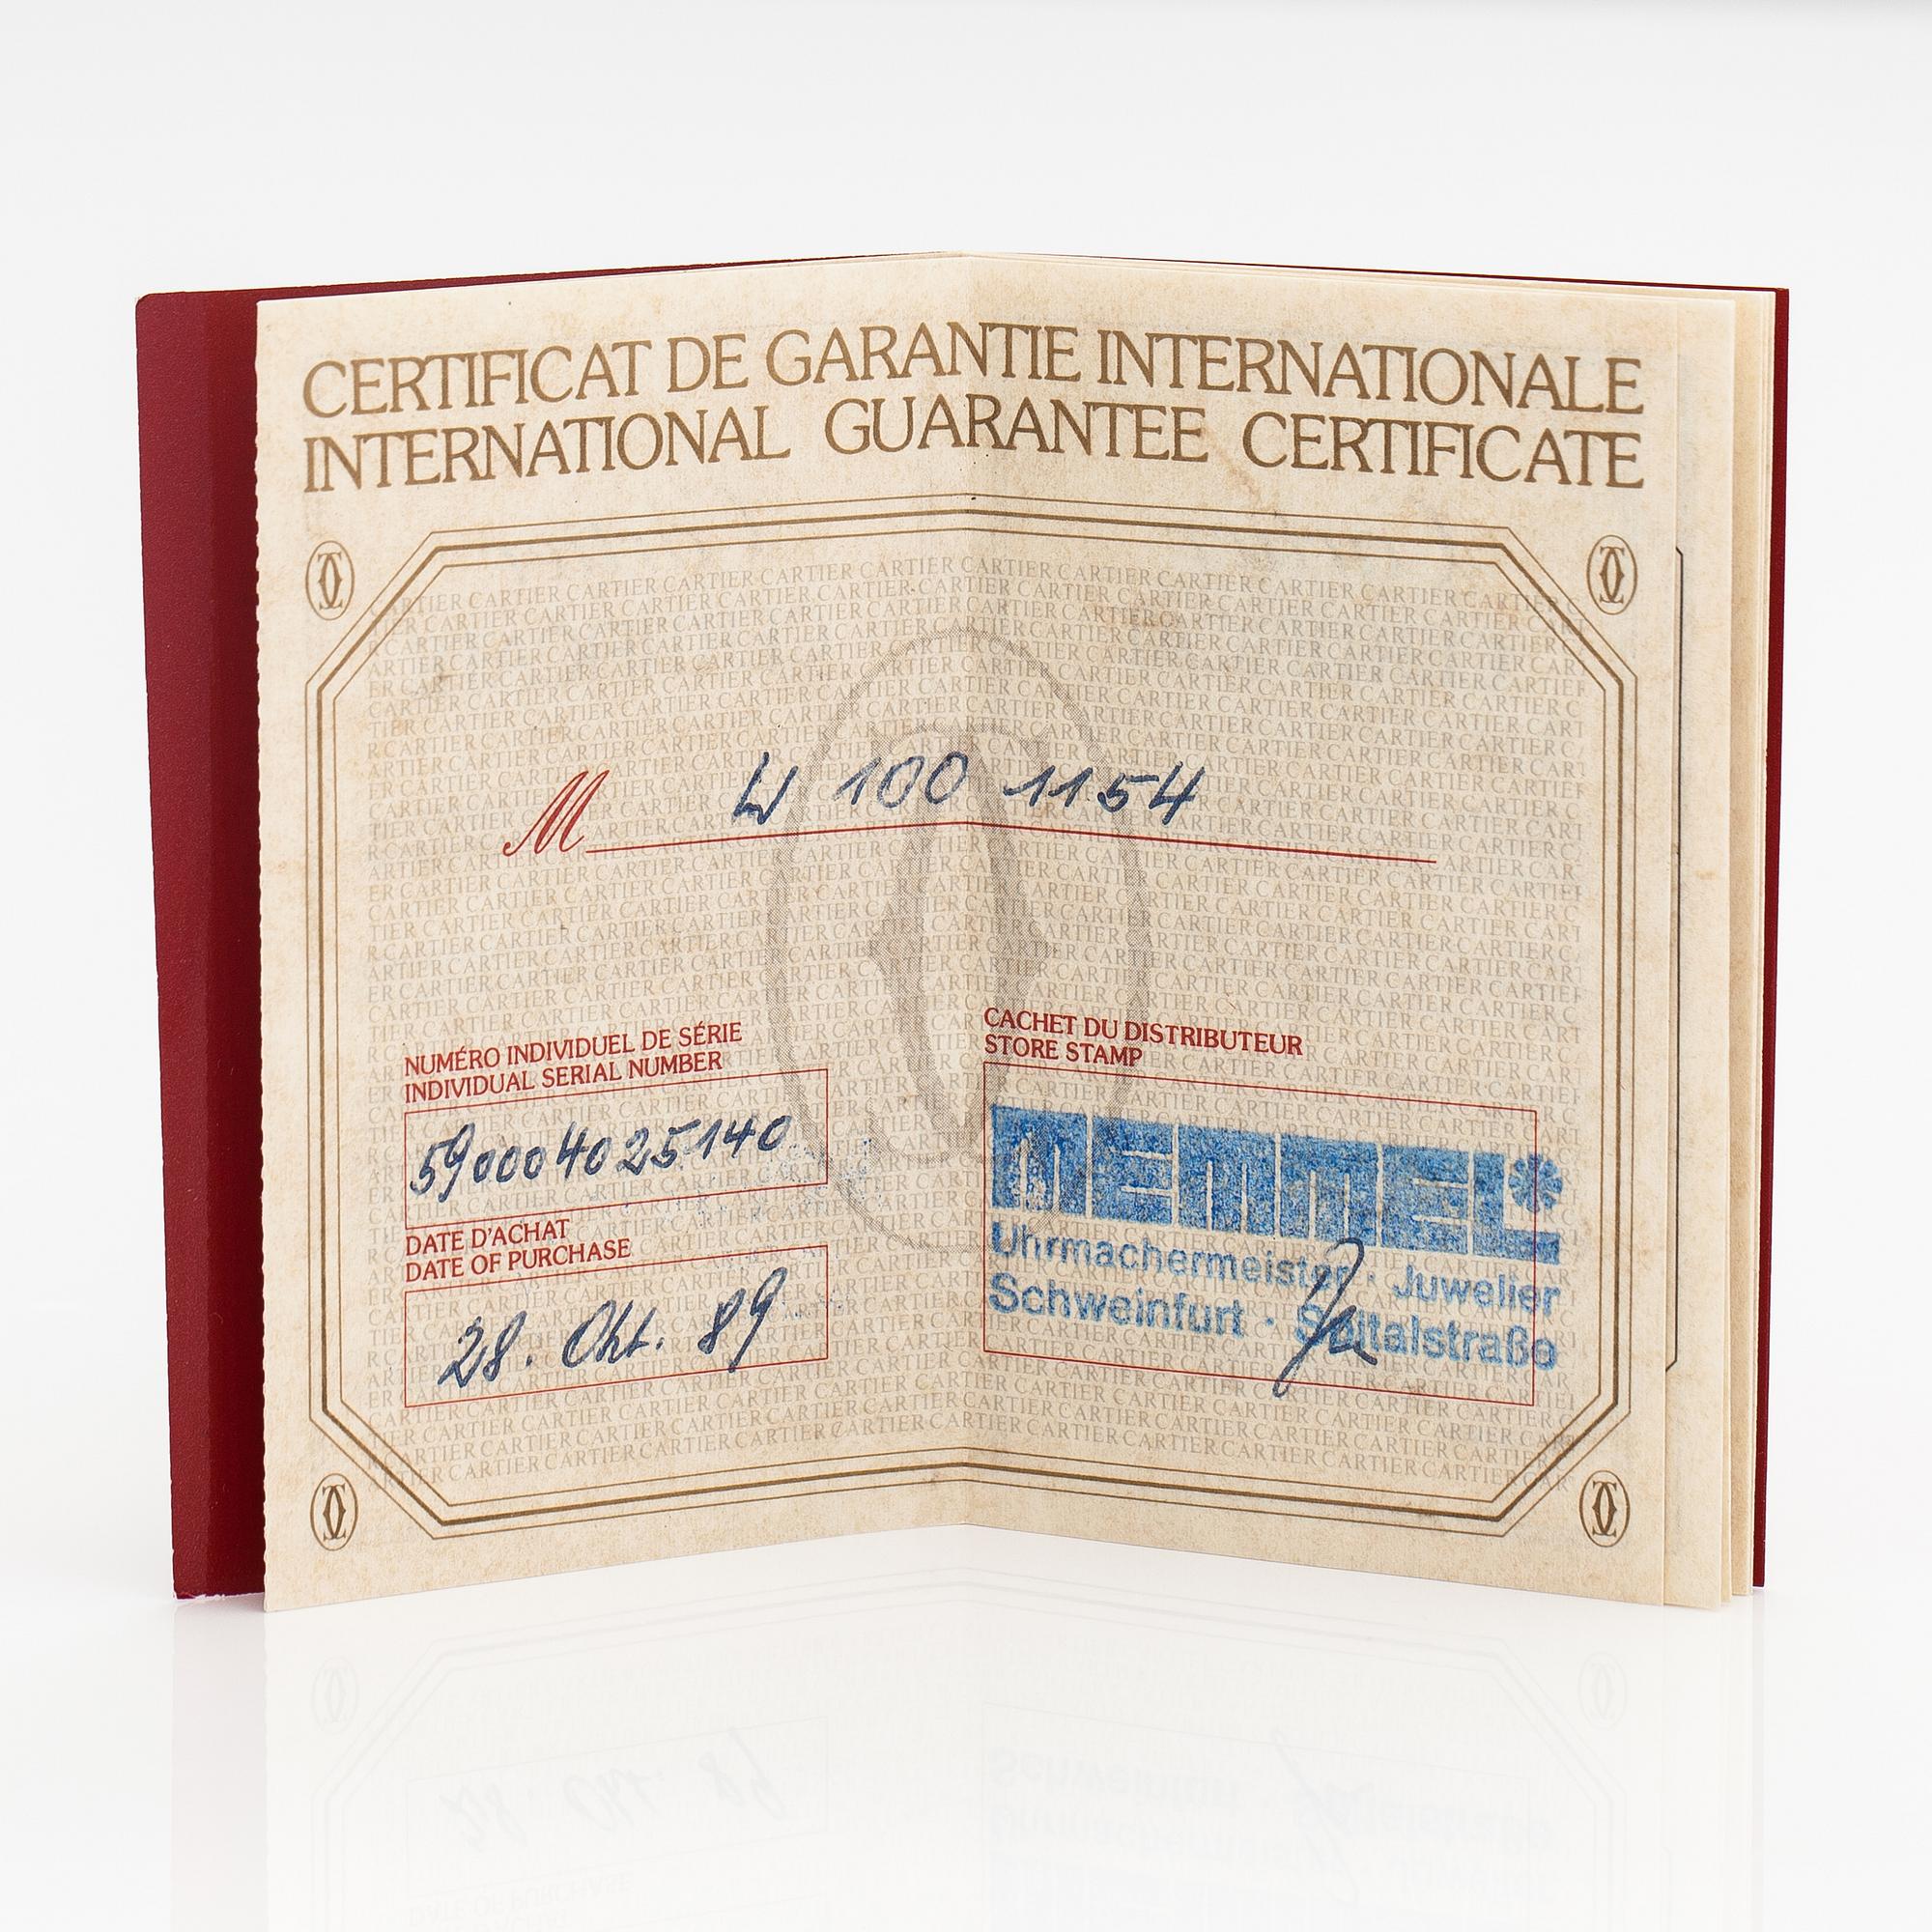 CERTIFICAT DE GARANTIE INTERNATIONALE
INTERNATIONAL GUARANTEE CERTIFICATE
M W 100 1154
NUMÉRO INDIVIDUEL DE SÉRIE
INDIVIDUAL SERIAL NUMBER
590004025140
DATE D'ACHAT
DATE OF PURCHASE
28. Okt. 89
CACHET DU DISTRIBUTEUR
STORE STAMP
MEMMEL
Uhrmachermeister · Juwelier
Schweinfurt · Spitalstraße